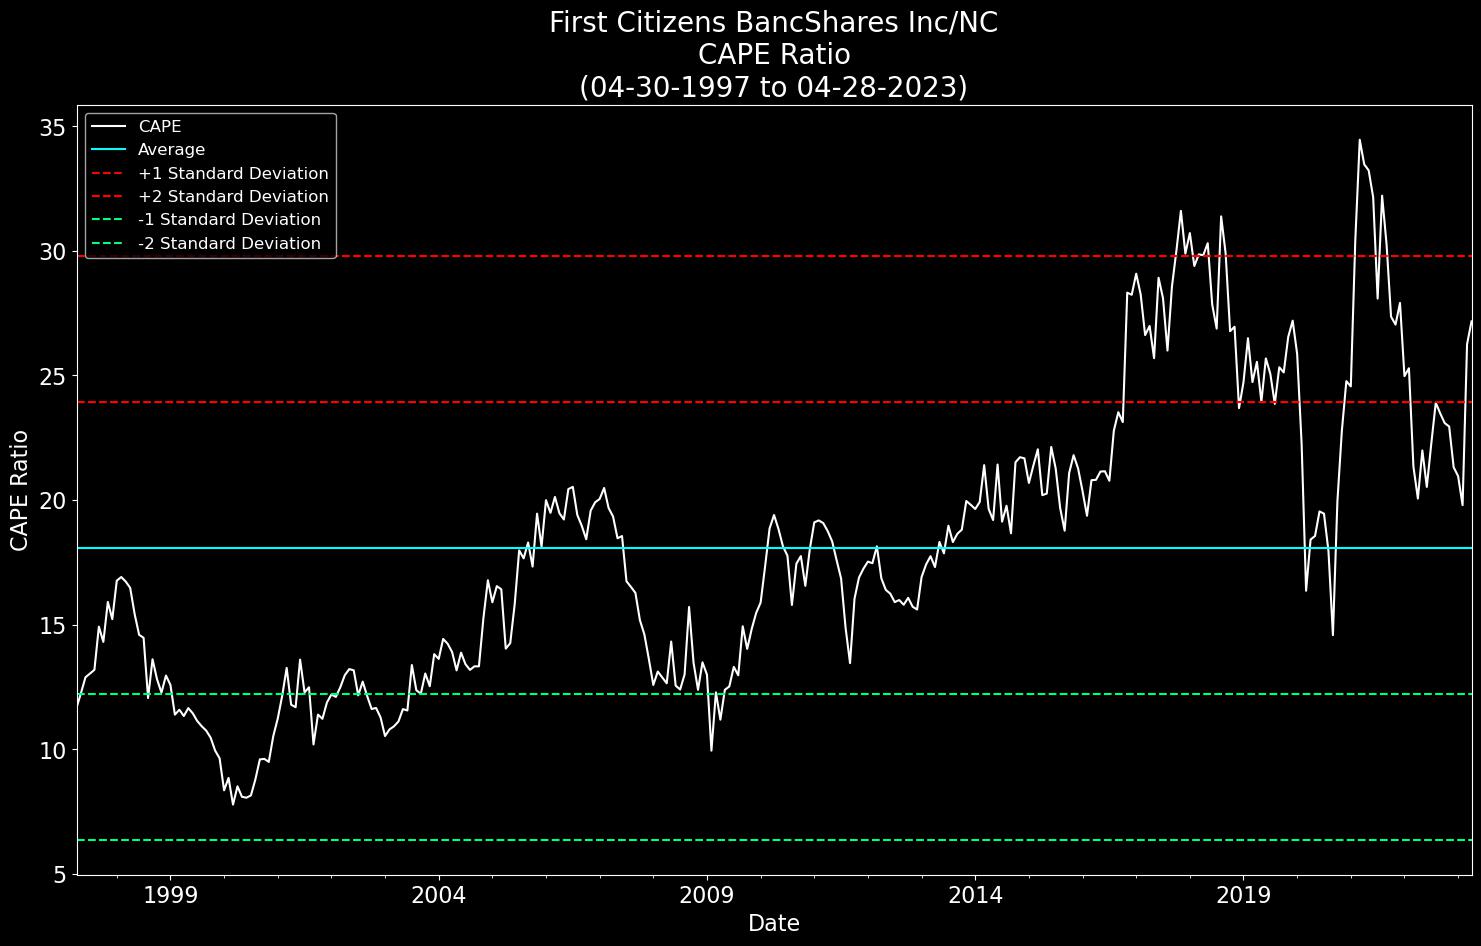 First Citizens BancShares Inc/NC
CAPE Ratio
(04-30-1997 to 04-28-2023)
CAPE
Average
+1 Standard Deviation
+2 Standard Deviation
-1 Standard Deviation
-2 Standard Deviation
CAPE Ratio
35
30
25
20
15
10
5
1999
2004
2009
2014
2019
Date